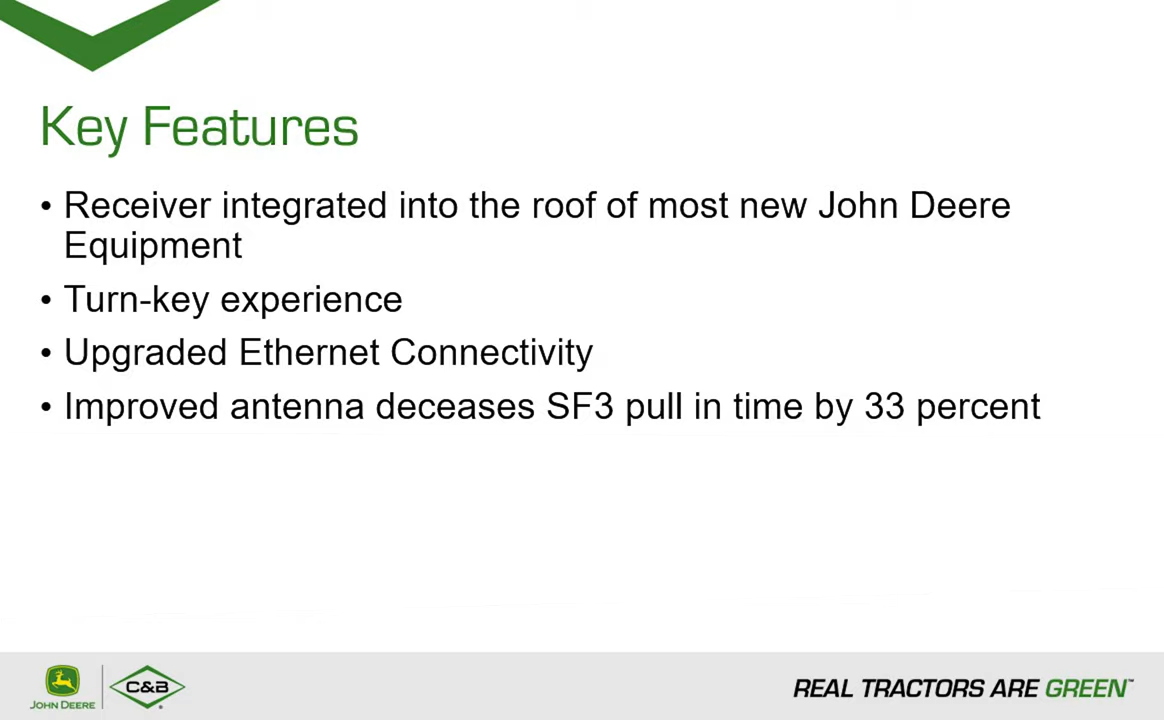 Key Features
• Receiver integrated into the roof of most new John Deere
Equipment
• Turn-key experience
• Upgraded Ethernet Connectivity
• Improved antenna deceases SF3 pull in time by 33 percent
JOHN DEERE
C&B
REAL TRACTORS ARE GREEN™